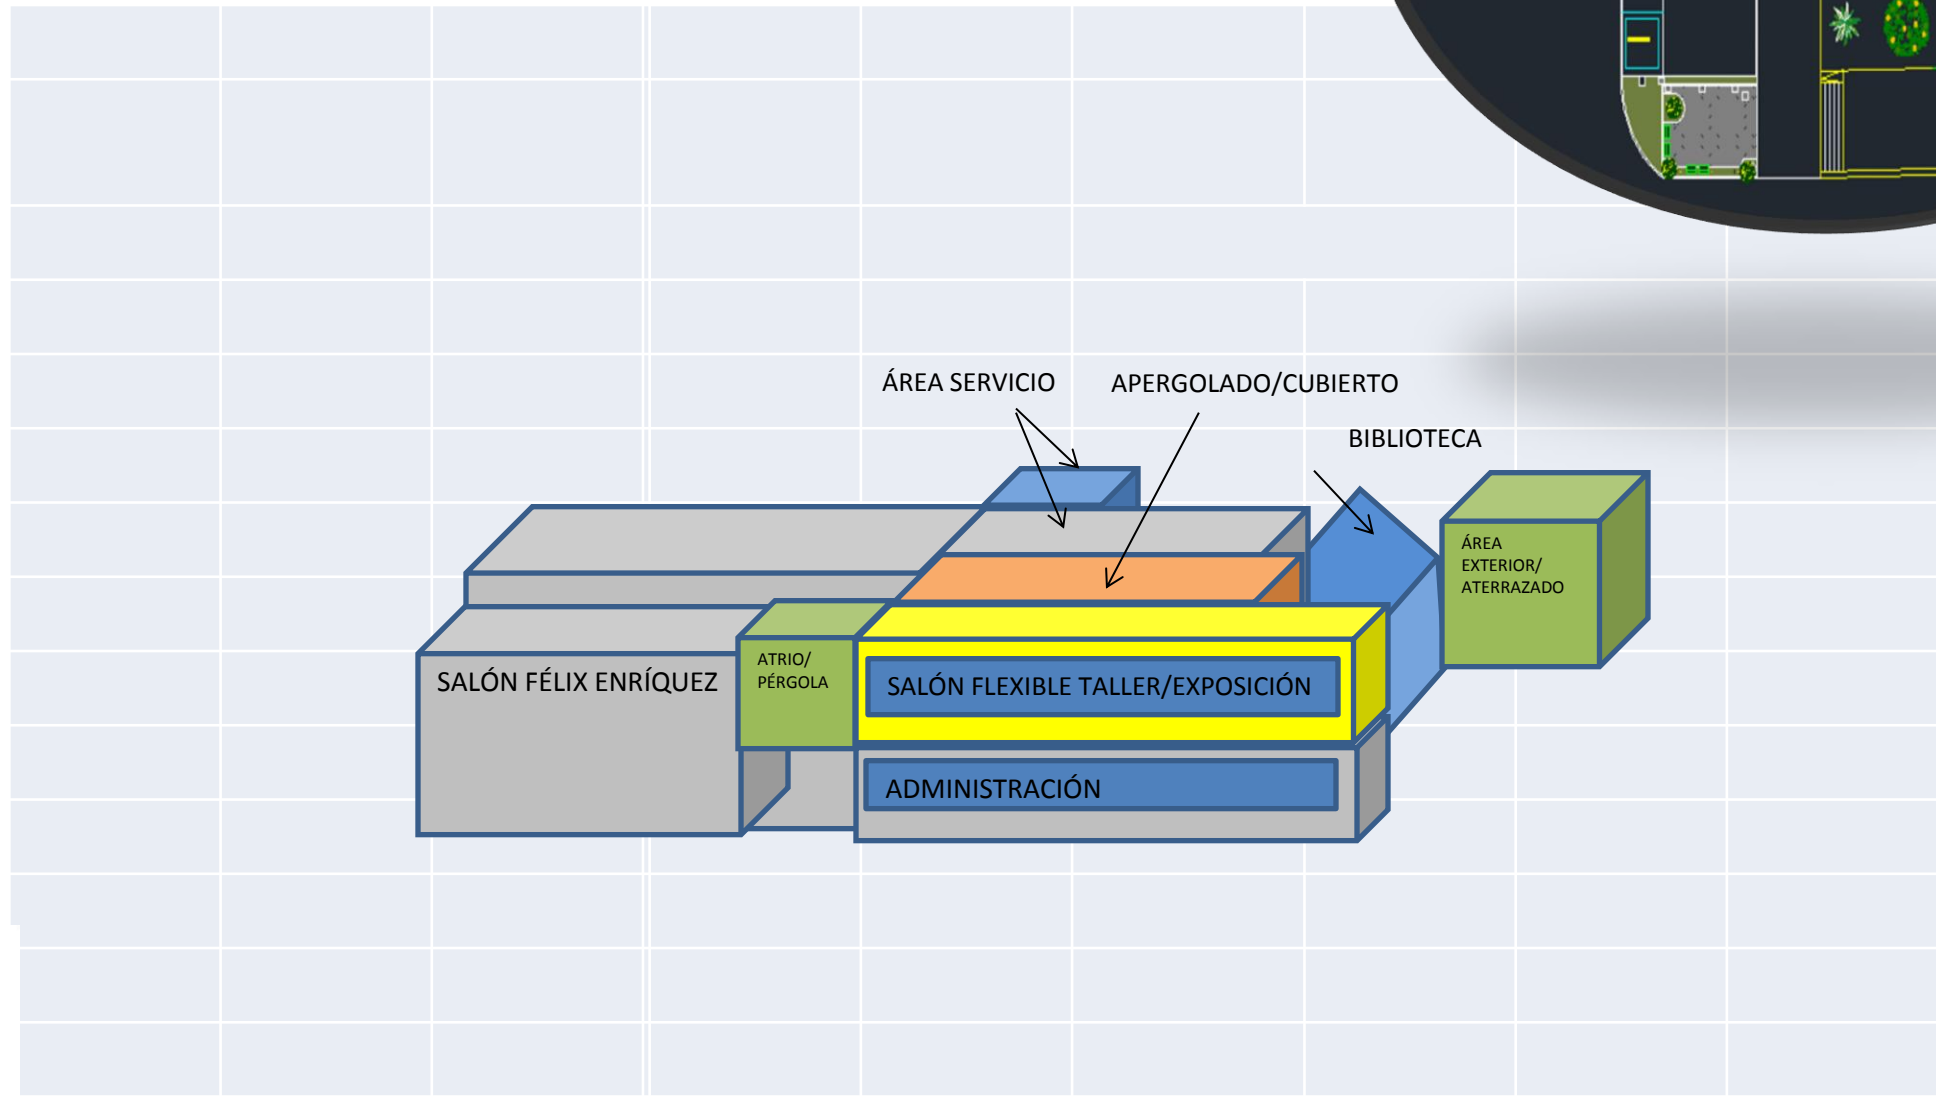 ÁREA SERVICIO
APERGOLADO/CUBIERTO
BIBLIOTECA
ÁREA
EXTERIOR/
ATERRAZADO
SALÓN FÉLIX ENRÍQUEZ
ATRIO/
PÉRGOLA
SALÓN FLEXIBLE TALLER/EXPOSICIÓN
ADMINISTRACIÓN